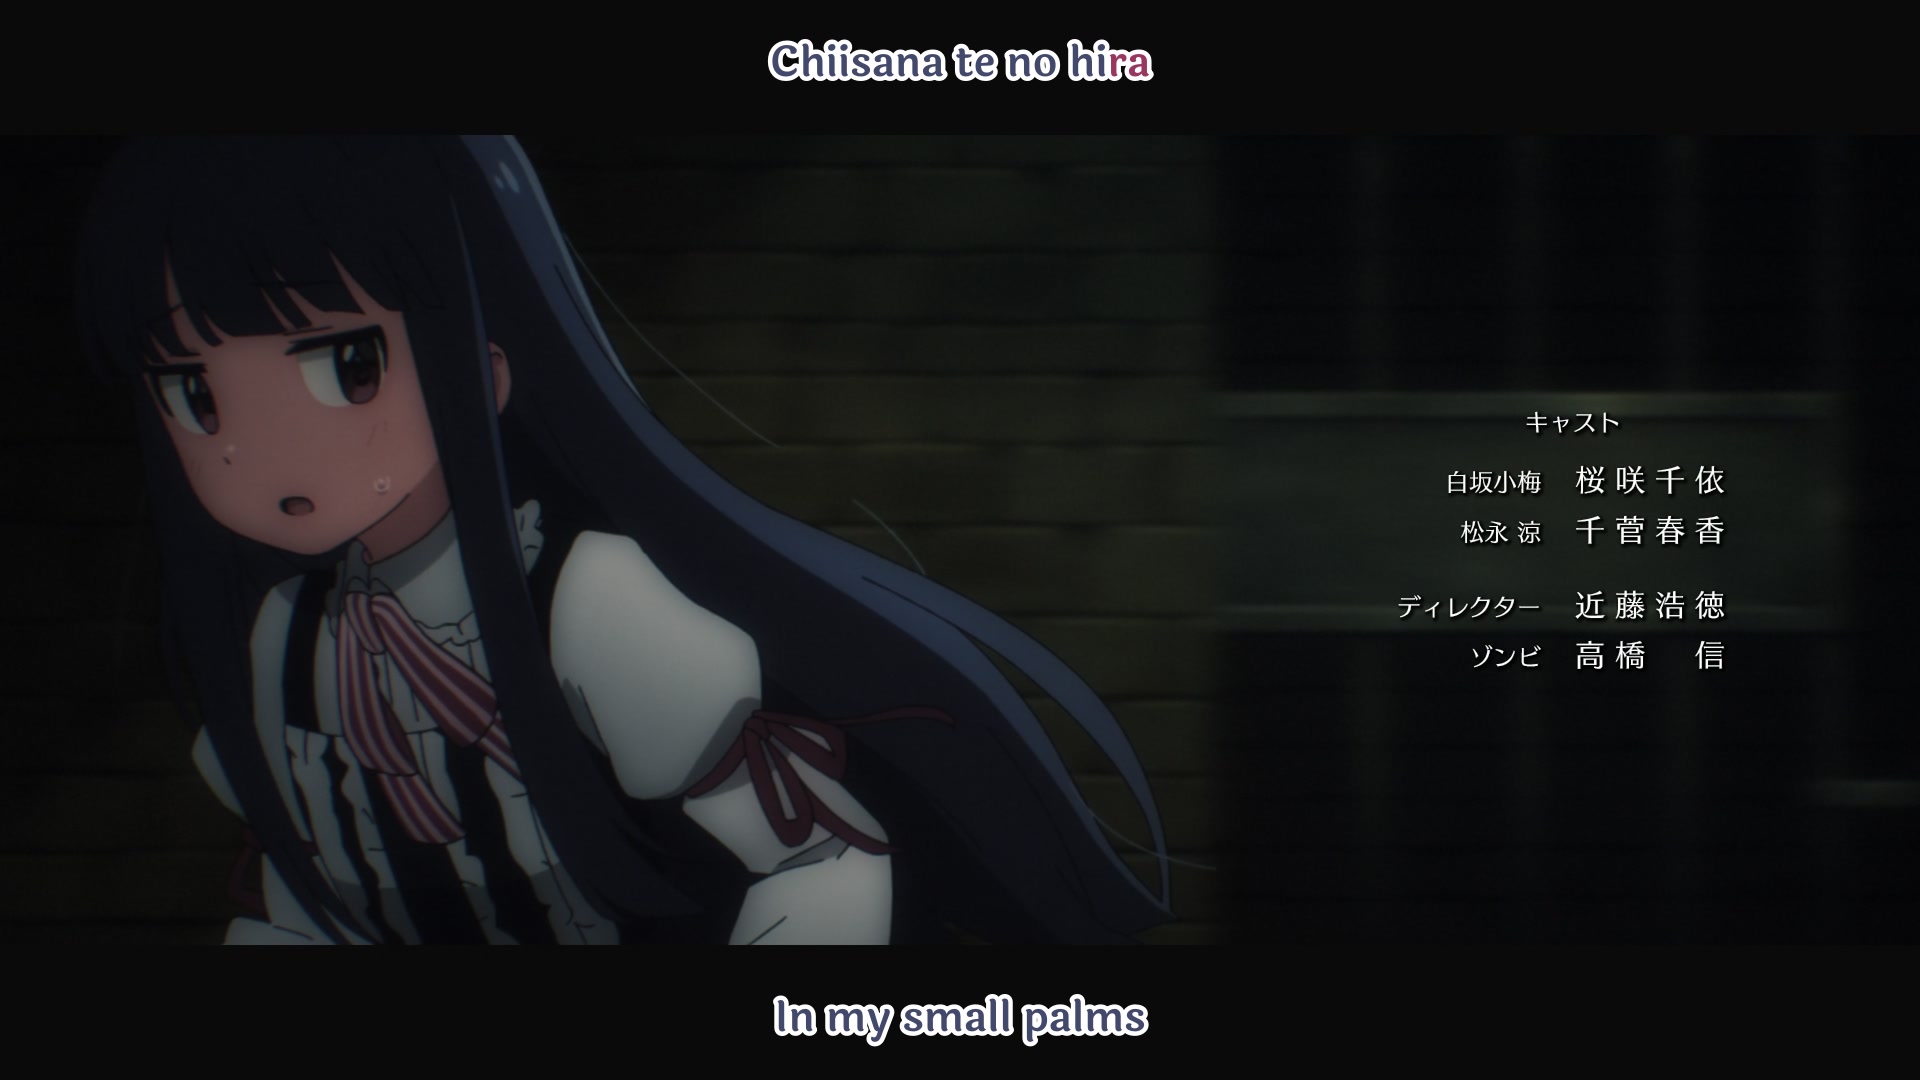 Chiisana te no hira
キャスト
白坂小梅 桜咲千依
松永 涼 千菅春香
ディレクター 近藤浩徳
ゾンビ 高橋 信
In my small palms